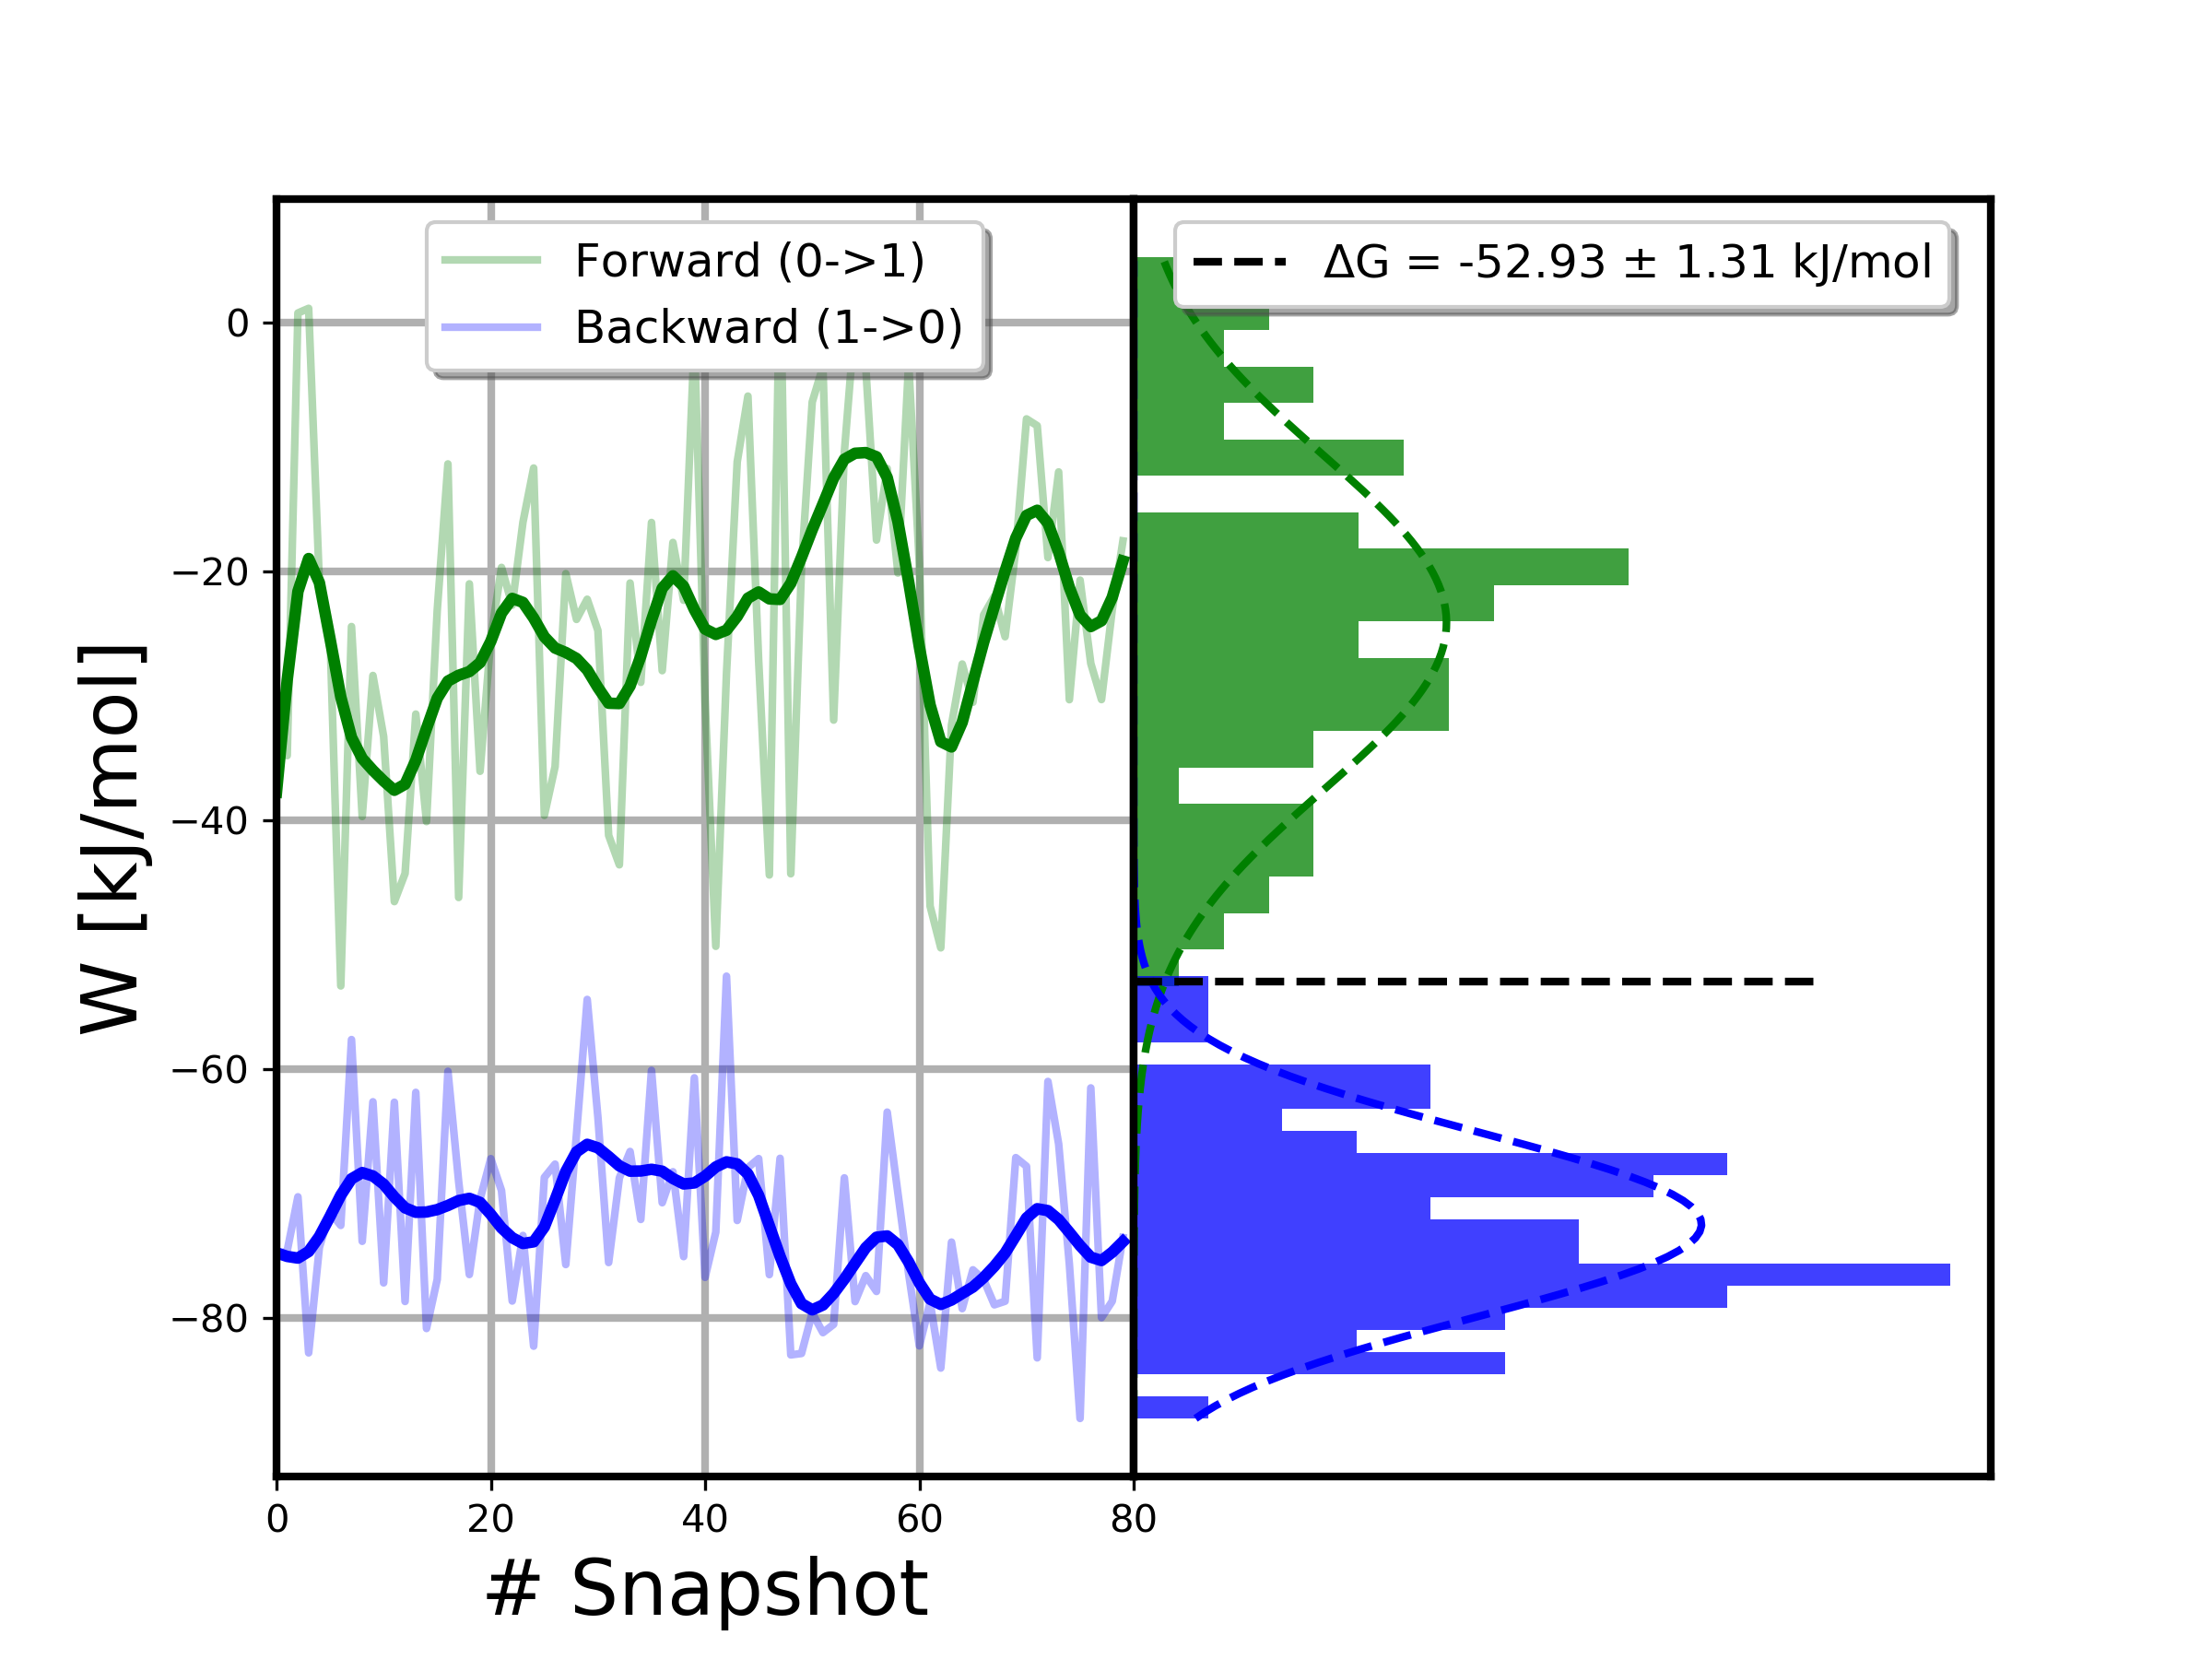 Forward (0->1)
Backward (1->0)
ΔG = -52.93 ± 1.31 kJ/mol
W [kJ/mol]
0
−20
−40
−60
−80
0 20 40 60 80
# Snapshot